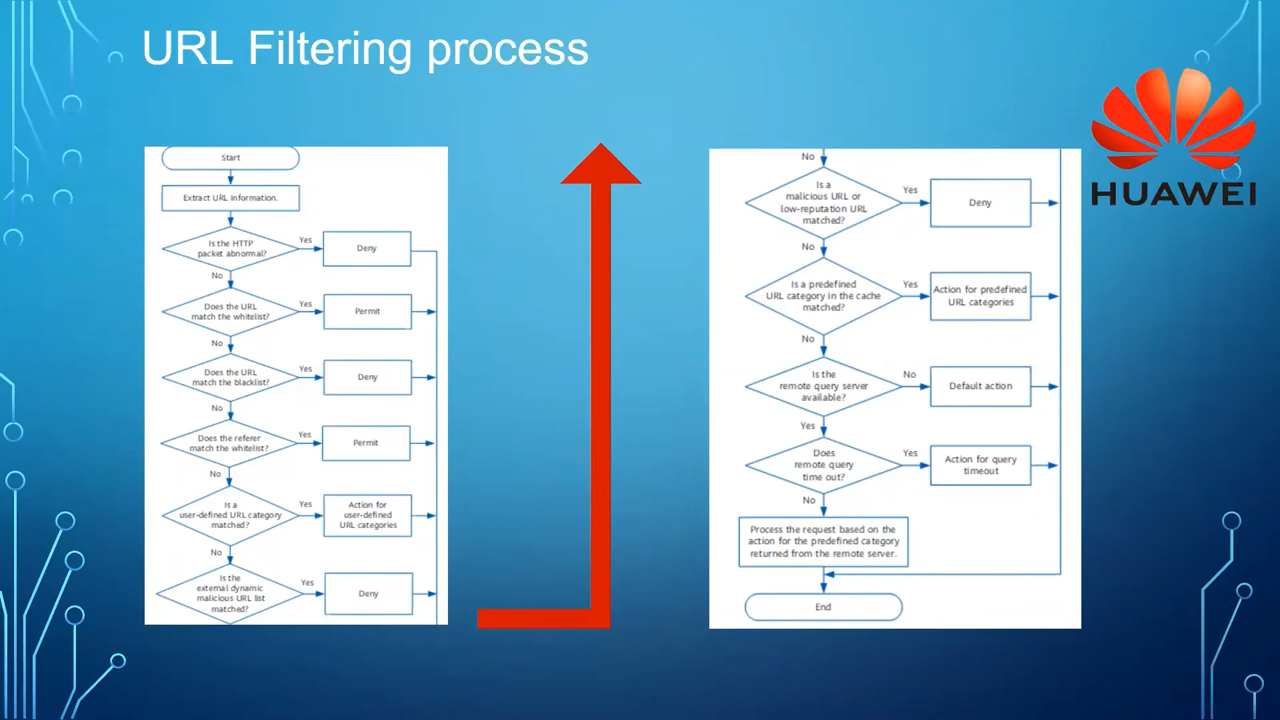 URL Filtering process
Start
Extract URL information.
Is the HTTP
packet abnormal?
Yes
Deny
No
Does the URL
match the whitelist?
Yes
Permit
No
Does the URL
match the blacklist?
Yes
Deny
No
Does the referer
match the whitelist?
Yes
Permit
No
Is a
user-defined URL category
matched?
Yes
Action for
user-defined
URL categories
No
Is the
external dynamic
malicious URL list
matched?
Yes
Deny
No
Is a
malicious URL or
low-reputation URL
matched?
Yes
Deny
No
Is a predefined
URL category in the cache
matched?
Yes
Action for predefined
URL categories
No
Is the
remote query server
available?
No
Default action
Yes
Does
remote query
time out?
Yes
Action for query
timeout
No
Process the request based on the
action for the predefined category
returned from the remote server.
End
HUAWEI